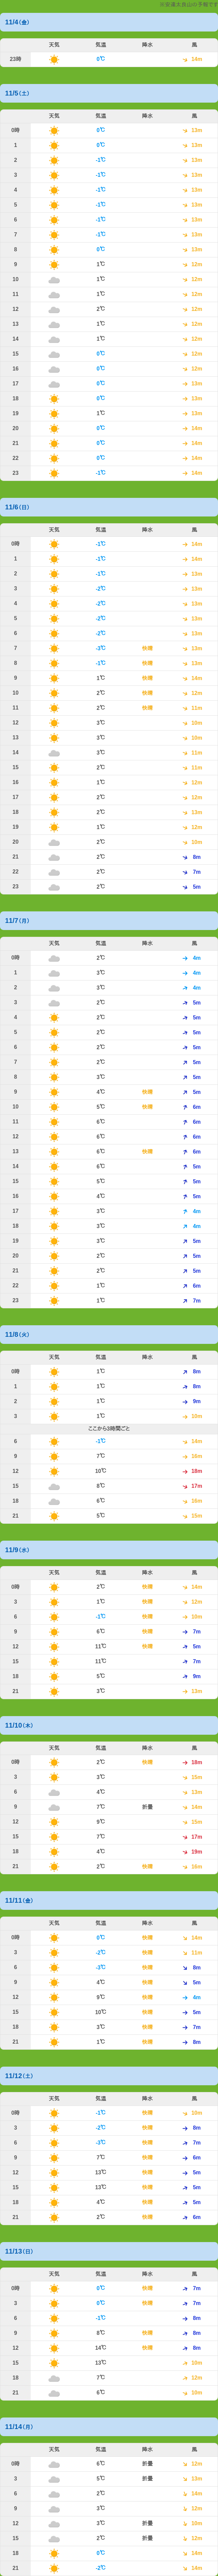 ※後瀬太良山の予報です
11/4(金)
天気 気温 降水 風
23時 0℃ 14m
11/5(土)
天気 気温 降水 風
0時 0℃ 13m
1 0℃ 13m
2 -1℃ 13m
3 -1℃ 13m
4 -1℃ 13m
5 -1℃ 13m
6 -1℃ 13m
7 -1℃ 13m
8 0℃ 13m
9 1℃ 12m
10 1℃ 12m
11 1℃ 12m
12 2℃ 12m
13 1℃ 12m
14 1℃ 12m
15 0℃ 12m
16 0℃ 12m
17 0℃ 13m
18 0℃ 13m
19 1℃ 13m
20 0℃ 14m
21 0℃ 14m
22 0℃ 14m
23 -1℃ 14m
11/6(日)
天気 気温 降水 風
0時 -1℃ 14m
1 -1℃ 14m
2 -1℃ 13m
3 -2℃ 13m
4 -2℃ 13m
5 -2℃ 13m
6 -2℃ 13m
7 -3℃ 快晴 13m
8 -1℃ 快晴 13m
9 1℃ 快晴 14m
10 2℃ 快晴 12m
11 2℃ 快晴 11m
12 3℃ 10m
13 3℃ 10m
14 3℃ 11m
15 2℃ 11m
16 1℃ 12m
17 2℃ 12m
18 2℃ 11m
19 1℃ 12m
20 2℃ 10m
21 2℃ 8m
22 2℃ 7m
23 2℃ 5m
11/7(月)
天気 気温 降水 風
0時 2℃ 4m
1 3℃ 4m
2 3℃ 4m
3 2℃ 5m
4 2℃ 5m
5 2℃ 5m
6 2℃ 5m
7 2℃ 5m
8 3℃ 5m
9 4℃ 快晴 5m
10 5℃ 快晴 6m
11 6℃ 6m
12 6℃ 6m
13 6℃ 快晴 6m
14 6℃ 5m
15 5℃ 5m
16 4℃ 5m
17 3℃ 4m
18 3℃ 4m
19 3℃ 5m
20 2℃ 5m
21 2℃ 5m
22 1℃ 6m
23 1℃ 7m
11/8(火)
天気 気温 降水 風
0時 1℃ 8m
1 1℃ 8m
2 1℃ 9m
3 1℃ 10m
ここから3時間ごと
6 -1℃ 14m
9 7℃ 15m
12 10℃ 18m
15 8℃ 17m
18 6℃ 16m
21 5℃ 15m
11/9(水)
天気 気温 降水 風
0時 2℃ 快晴 14m
3 1℃ 快晴 12m
6 -1℃ 快晴 10m
9 6℃ 快晴 7m
12 11℃ 快晴 5m
15 11℃ 7m
18 5℃ 9m
21 3℃ 13m
11/10(木)
天気 気温 降水 風
0時 2℃ 快晴 18m
3 3℃ 15m
6 4℃ 15m
9 7℃ 折曇 14m
12 9℃ 15m
15 7℃ 17m
18 4℃ 19m
21 2℃ 快晴 16m
11/11(金)
天気 気温 降水 風
0時 0℃ 快晴 14m
3 -2℃ 快晴 11m
6 -3℃ 快晴 8m
9 4℃ 快晴 5m
12 9℃ 快晴 4m
15 10℃ 快晴 5m
18 3℃ 快晴 7m
21 1℃ 快晴 8m
11/12(土)
天気 気温 降水 風
0時 -1℃ 快晴 10m
3 -2℃ 快晴 8m
6 -3℃ 快晴 7m
9 7℃ 快晴 6m
12 13℃ 快晴 5m
15 13℃ 快晴 5m
18 4℃ 快晴 5m
21 2℃ 快晴 6m
11/13(日)
天気 気温 降水 風
0時 0℃ 快晴 7m
3 0℃ 快晴 7m
6 -1℃ 快晴 8m
9 8℃ 快晴 8m
12 14℃ 快晴 8m
15 13℃ 10m
18 7℃ 12m
21 6℃ 10m
11/14(月)
天気 気温 降水 風
0時 6℃ 折曇 12m
3 5℃ 折曇 13m
6 2℃ 14m
9 3℃ 12m
12 3℃ 折曇 10m
15 2℃ 折曇 12m
18 0℃ 14m
21 -2℃ 14m